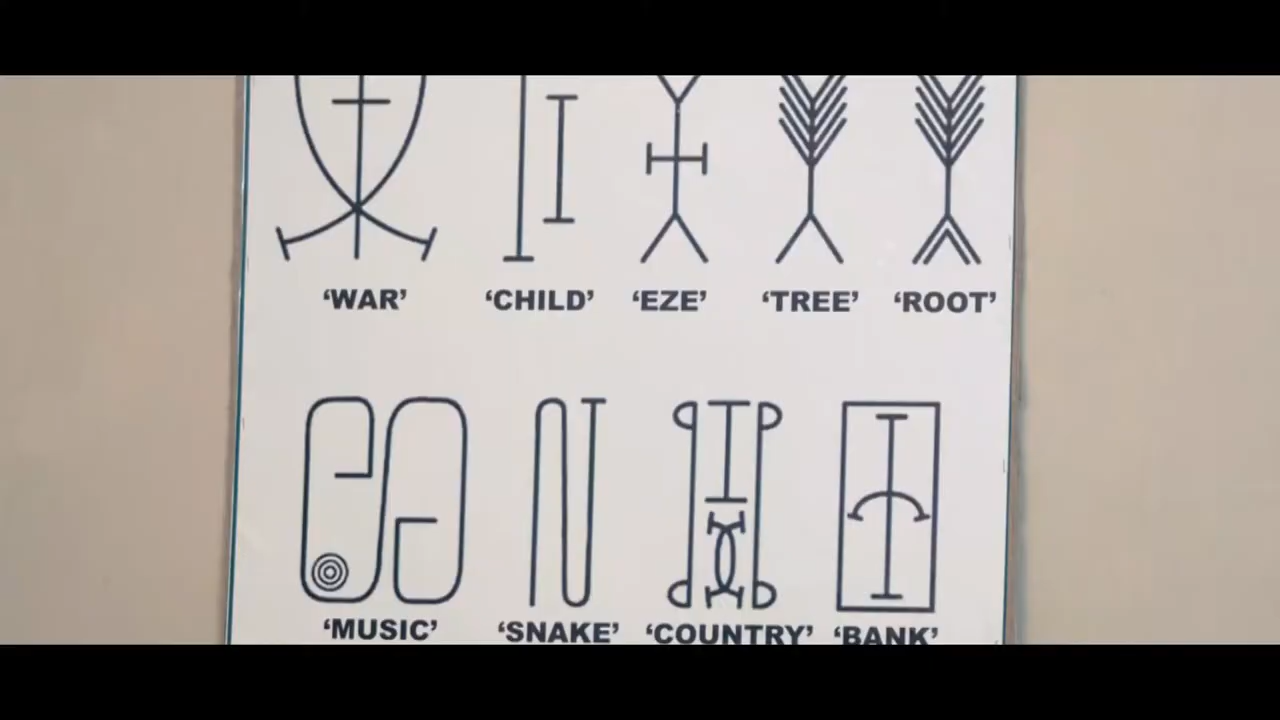 ‘WAR’ ‘CHILD’ ‘EZE’ ‘TREE’ ‘ROOT’
‘MUSIC’ ‘SNAKE’ ‘COUNTRY’ ‘BANK’